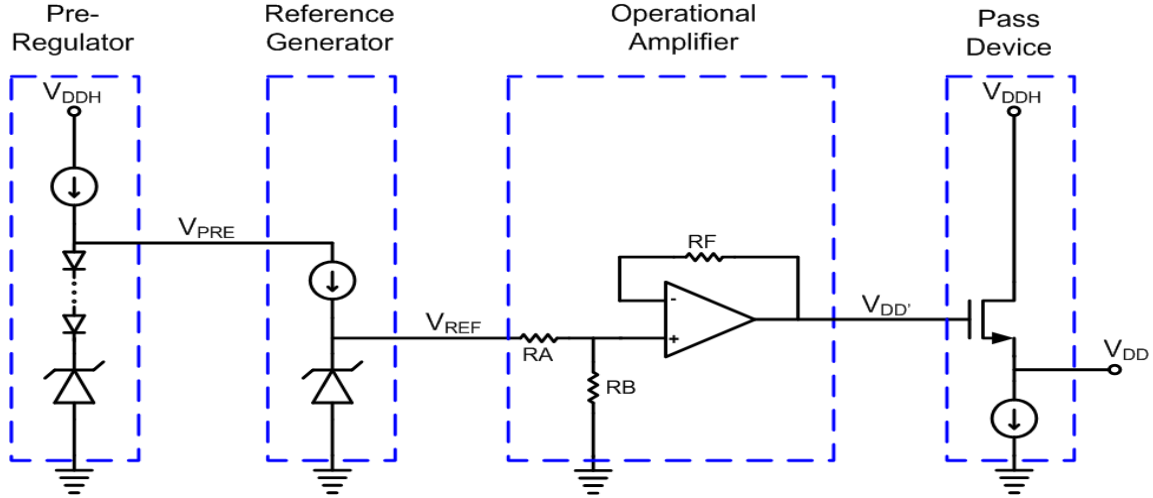 Pre-
Regulator
Reference
Generator
Operational
Amplifier
Pass
Device
VDDH
VDDH
VPRE
RF
-
VDD'
VREF
+
RA
VDD
RB